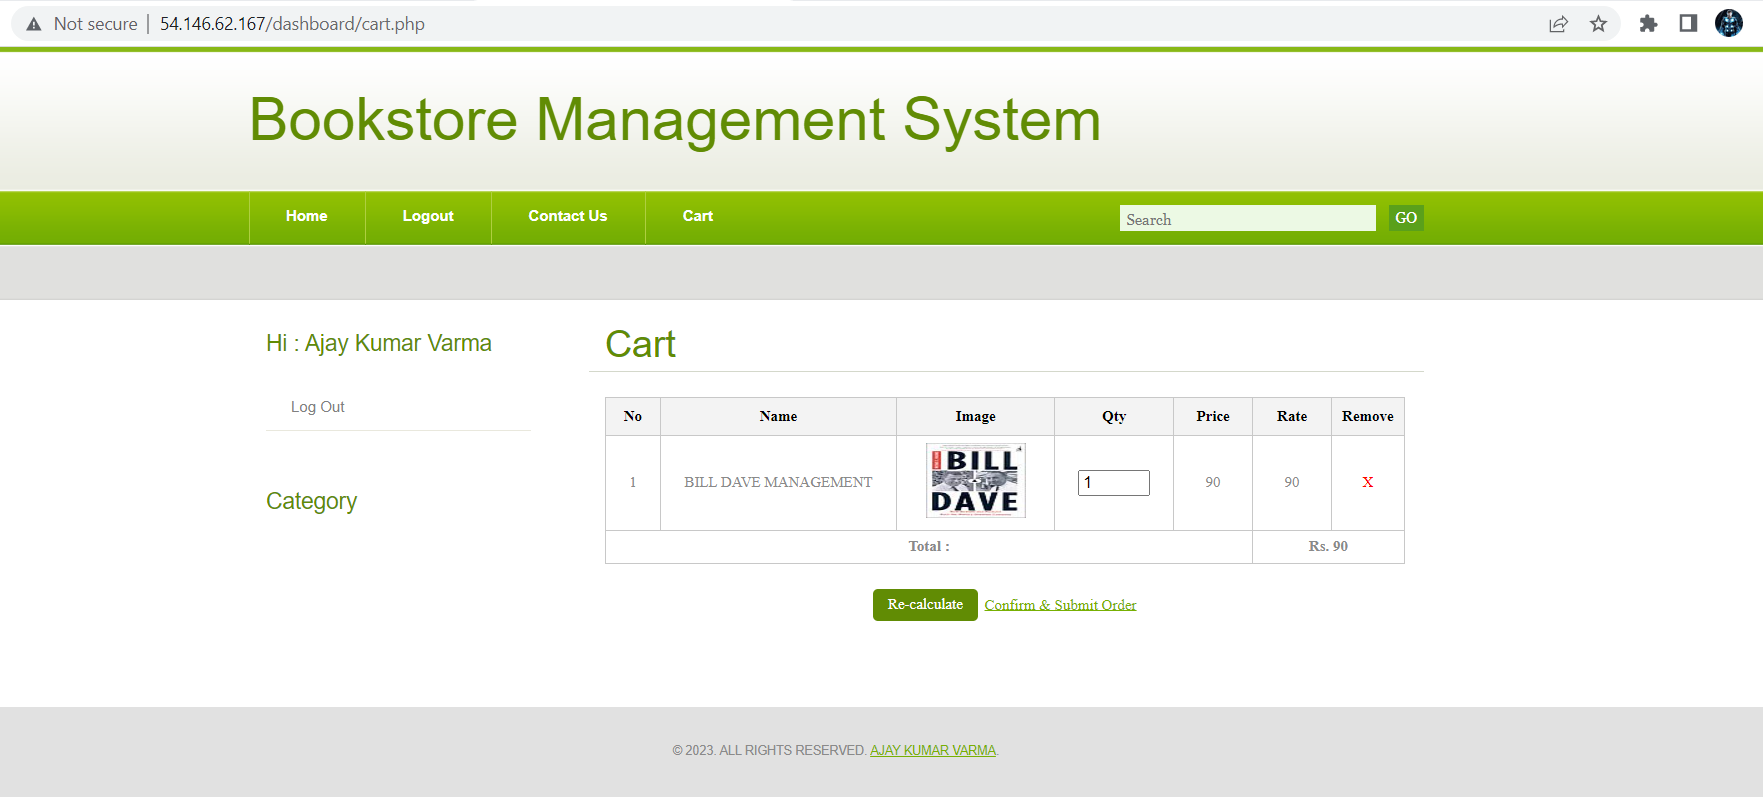 Not secure | 54.146.62.167/dashboard/cart.php
Bookstore Management System
Home Logout Contact Us Cart Search GO
Hi : Ajay Kumar Varma
Log Out
Category
Cart
No Name Image Qty Price Rate Remove
1 BILL DAVE MANAGEMENT BILL DAVE 1 90 90 X
Total : Rs. 90
Re-calculate Confirm & Submit Order
© 2023. ALL RIGHTS RESERVED. AJAY KUMAR VARMA.